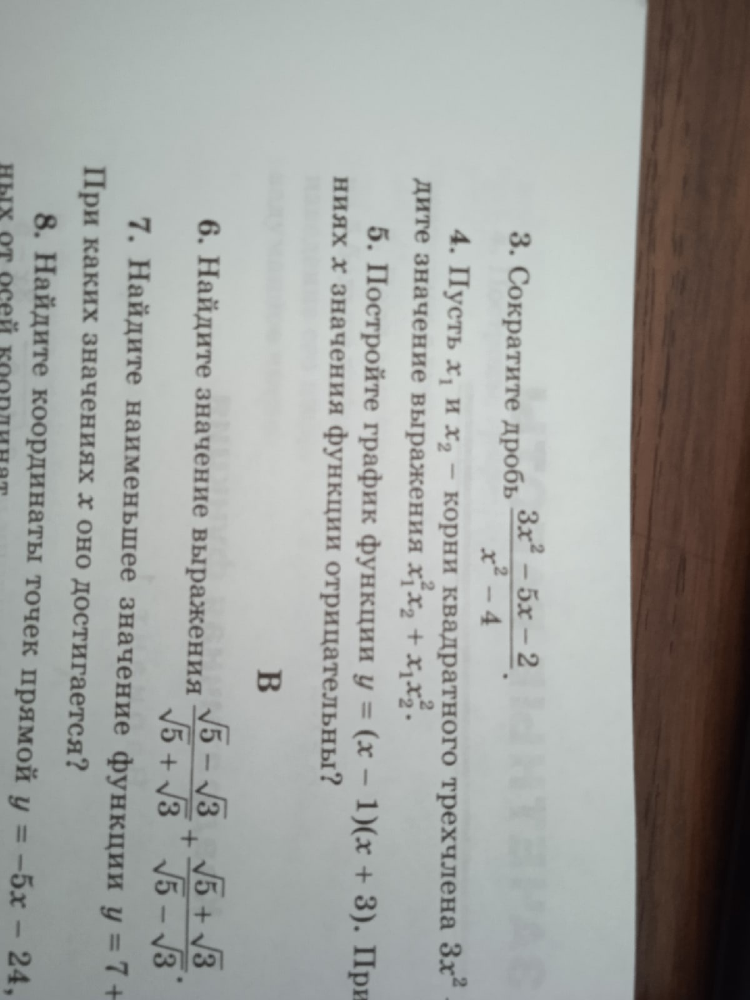 3. Сократите дробь \frac{3x^2 - 5x - 2}{x^2 - 4}.
4. Пусть x_1 и x_2 – корни квадратного трехчлена 3x^2
дите значение выражения x_1^2 x_2 + x_1 x_2^2.
5. Постройте график функции y = (x – 1)(x + 3). При
ниях x значения функции отрицательны?
В
6. Найдите значение выражения \frac{\sqrt{5} - \sqrt{3}}{\sqrt{5} + \sqrt{3}} + \frac{\sqrt{5} + \sqrt{3}}{\sqrt{5} - \sqrt{3}}.
7. Найдите наименьшее значение функции y = 7 +
При каких значениях x оно достигается?
8. Найдите координаты точек прямой y = –5x – 24,
ных от осей координат